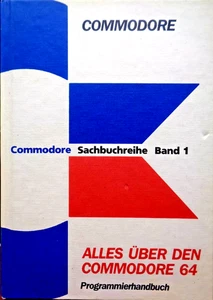 COMMODORE
Commodore Sachbuchreihe Band 1
ALLES ÜBER DEN
COMMODORE 64
Programmierhandbuch